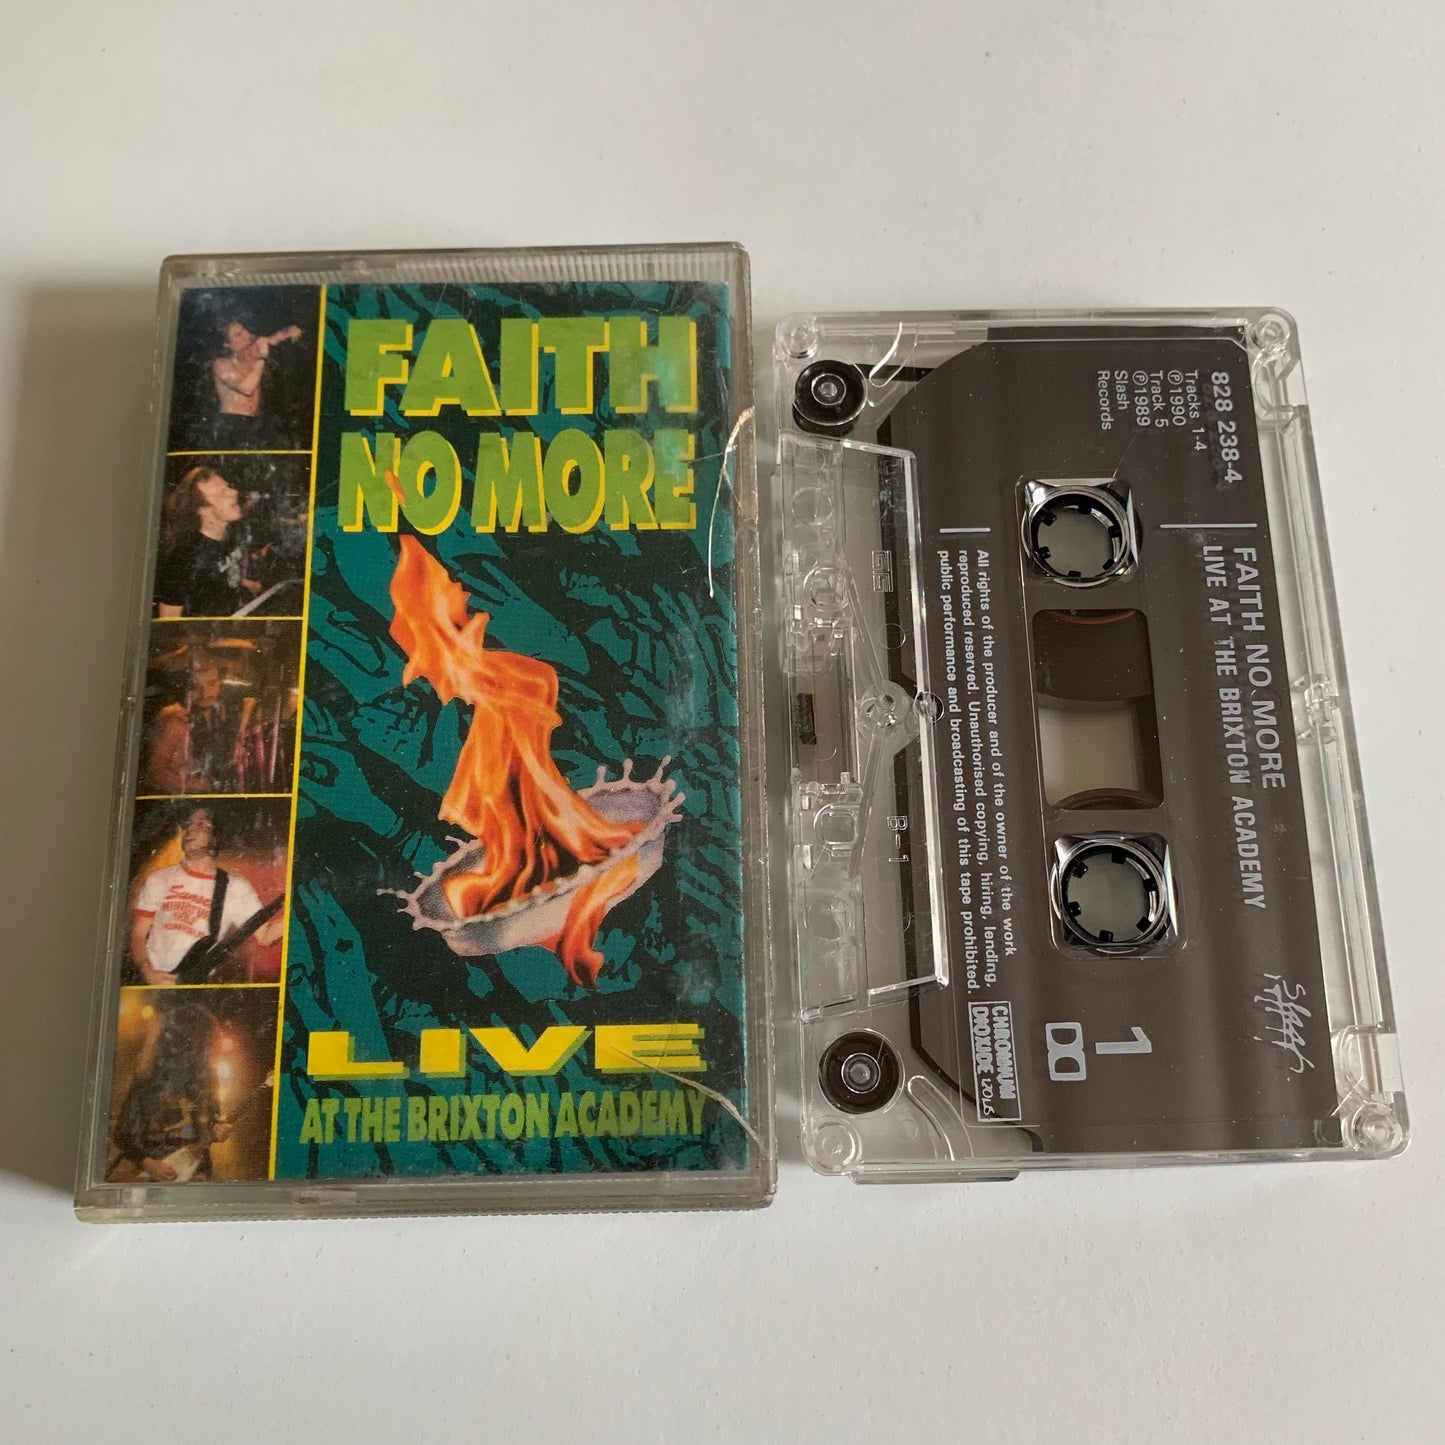 FAITH
NO MORE
LIVE
AT THE BRIXTON ACADEMY
828 238-4
Tracks 1-4
℗1990
Track 5
℗1989
Slash
Records
FAITH NO MORE
LIVE AT THE BRIXTON ACADEMY
All rights of the producer and of the owner of the work
reproduced reserved. Unauthorised copying, hiring, lending,
public performance and broadcasting of this tape prohibited.
1
CHROMIUM
DIOXIDE
120µS
slash.
B-1